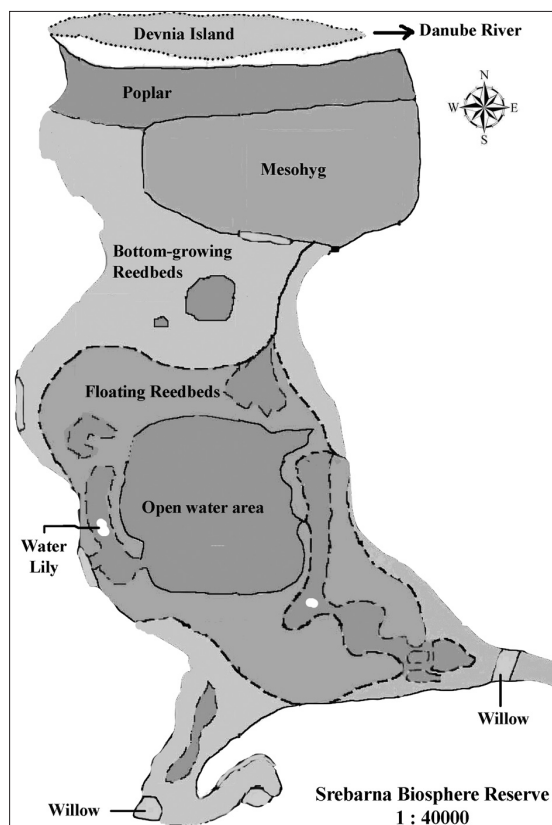 Devnia Island
Danube River
Poplar
N
W E
S
Mesohyg
Bottom-growing
Reedbeds
Floating Reedbeds
Open water area
Water
Lily
Willow
Willow
Srebarna Biosphere Reserve
1 : 40000